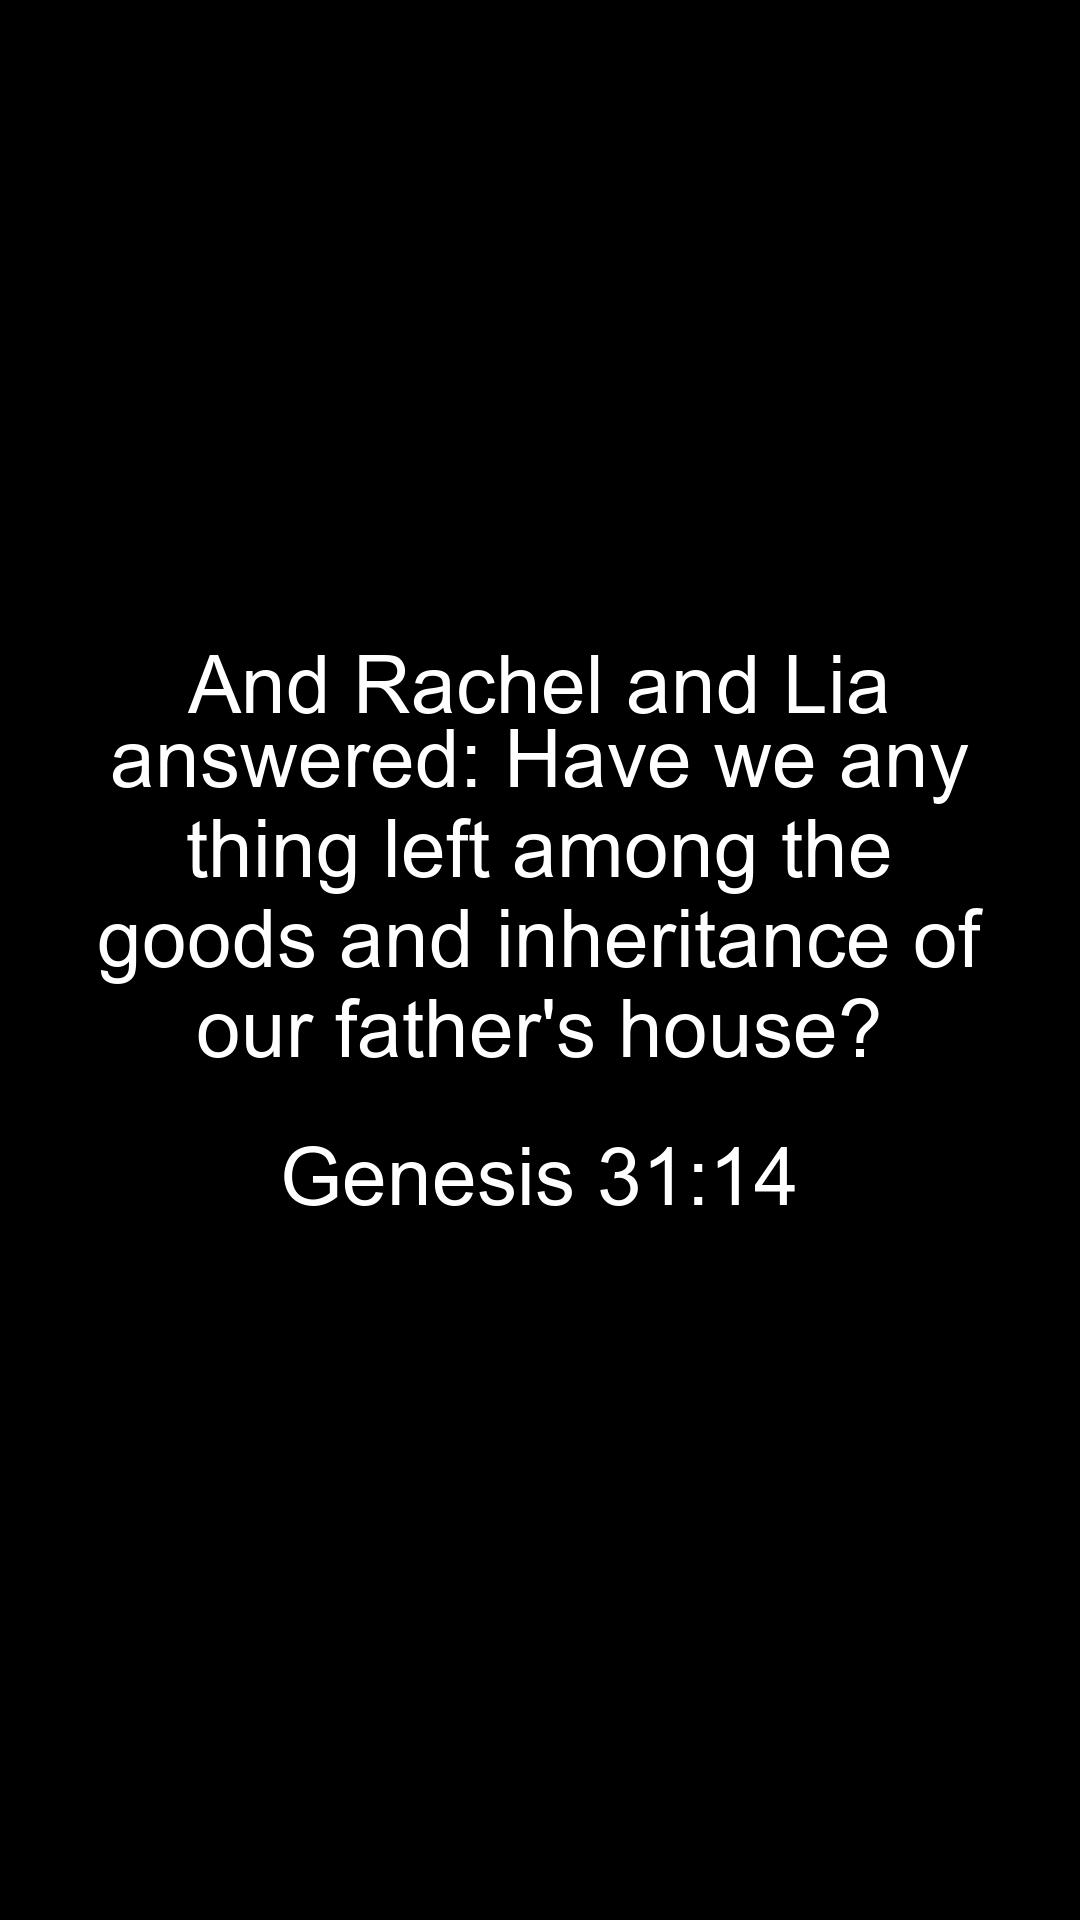 And Rachel and Lia
answered: Have we any
thing left among the
goods and inheritance of
our father's house?
Genesis 31:14